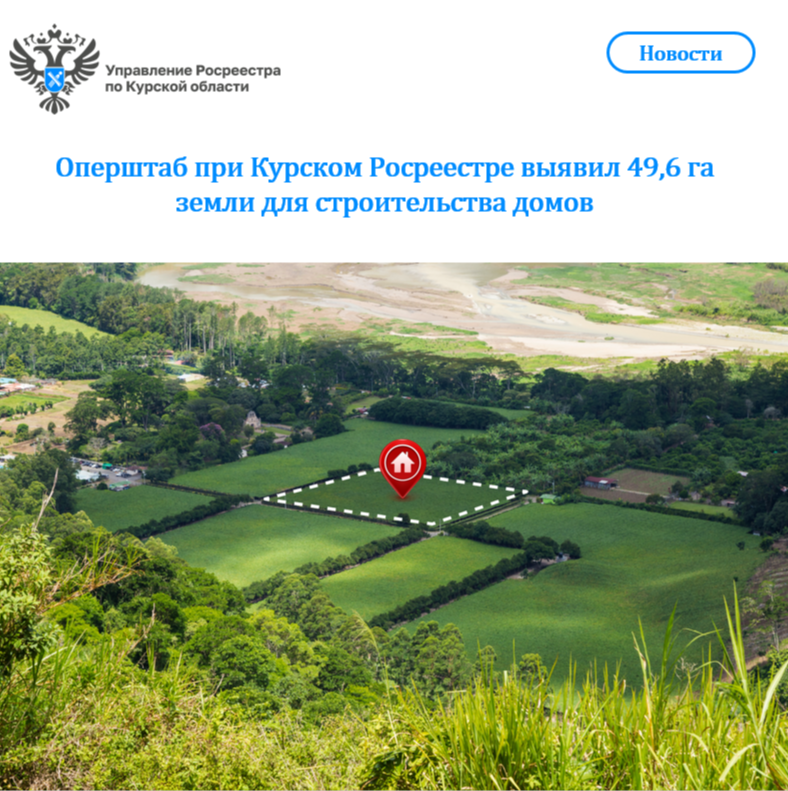 Управление Росреестра
по Курской области
Новости
Оперштаб при Курском Росреестре выявил 49,6 га
земли для строительства домов